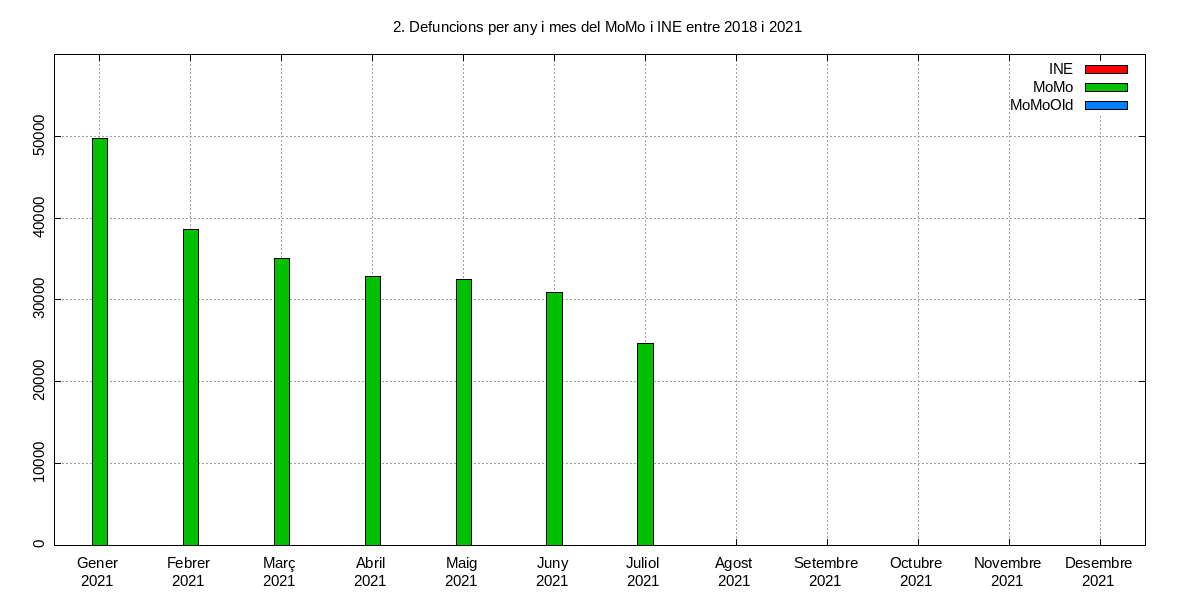 2. Defuncions per any i mes del MoMo i INE entre 2018 i 2021
INE
MoMo
MoMoOld
50000
40000
30000
20000
10000
0
Gener Febrer Març Abril Maig Juny Juliol Agost Setembre Octubre Novembre Desembre
2021 2021 2021 2021 2021 2021 2021 2021 2021 2021 2021 2021